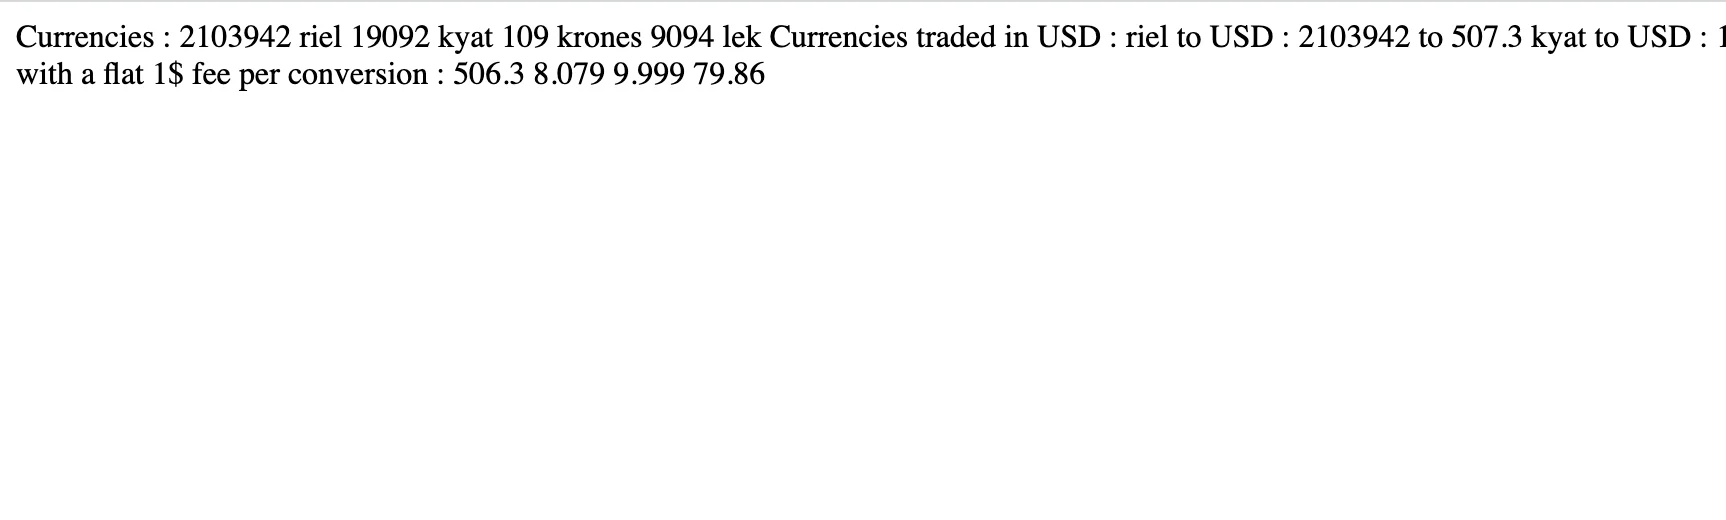 Currencies : 2103942 riel 19092 kyat 109 krones 9094 lek Currencies traded in USD : riel to USD : 2103942 to 507.3 kyat to USD : 1
with a flat 1$ fee per conversion : 506.3 8.079 9.999 79.86